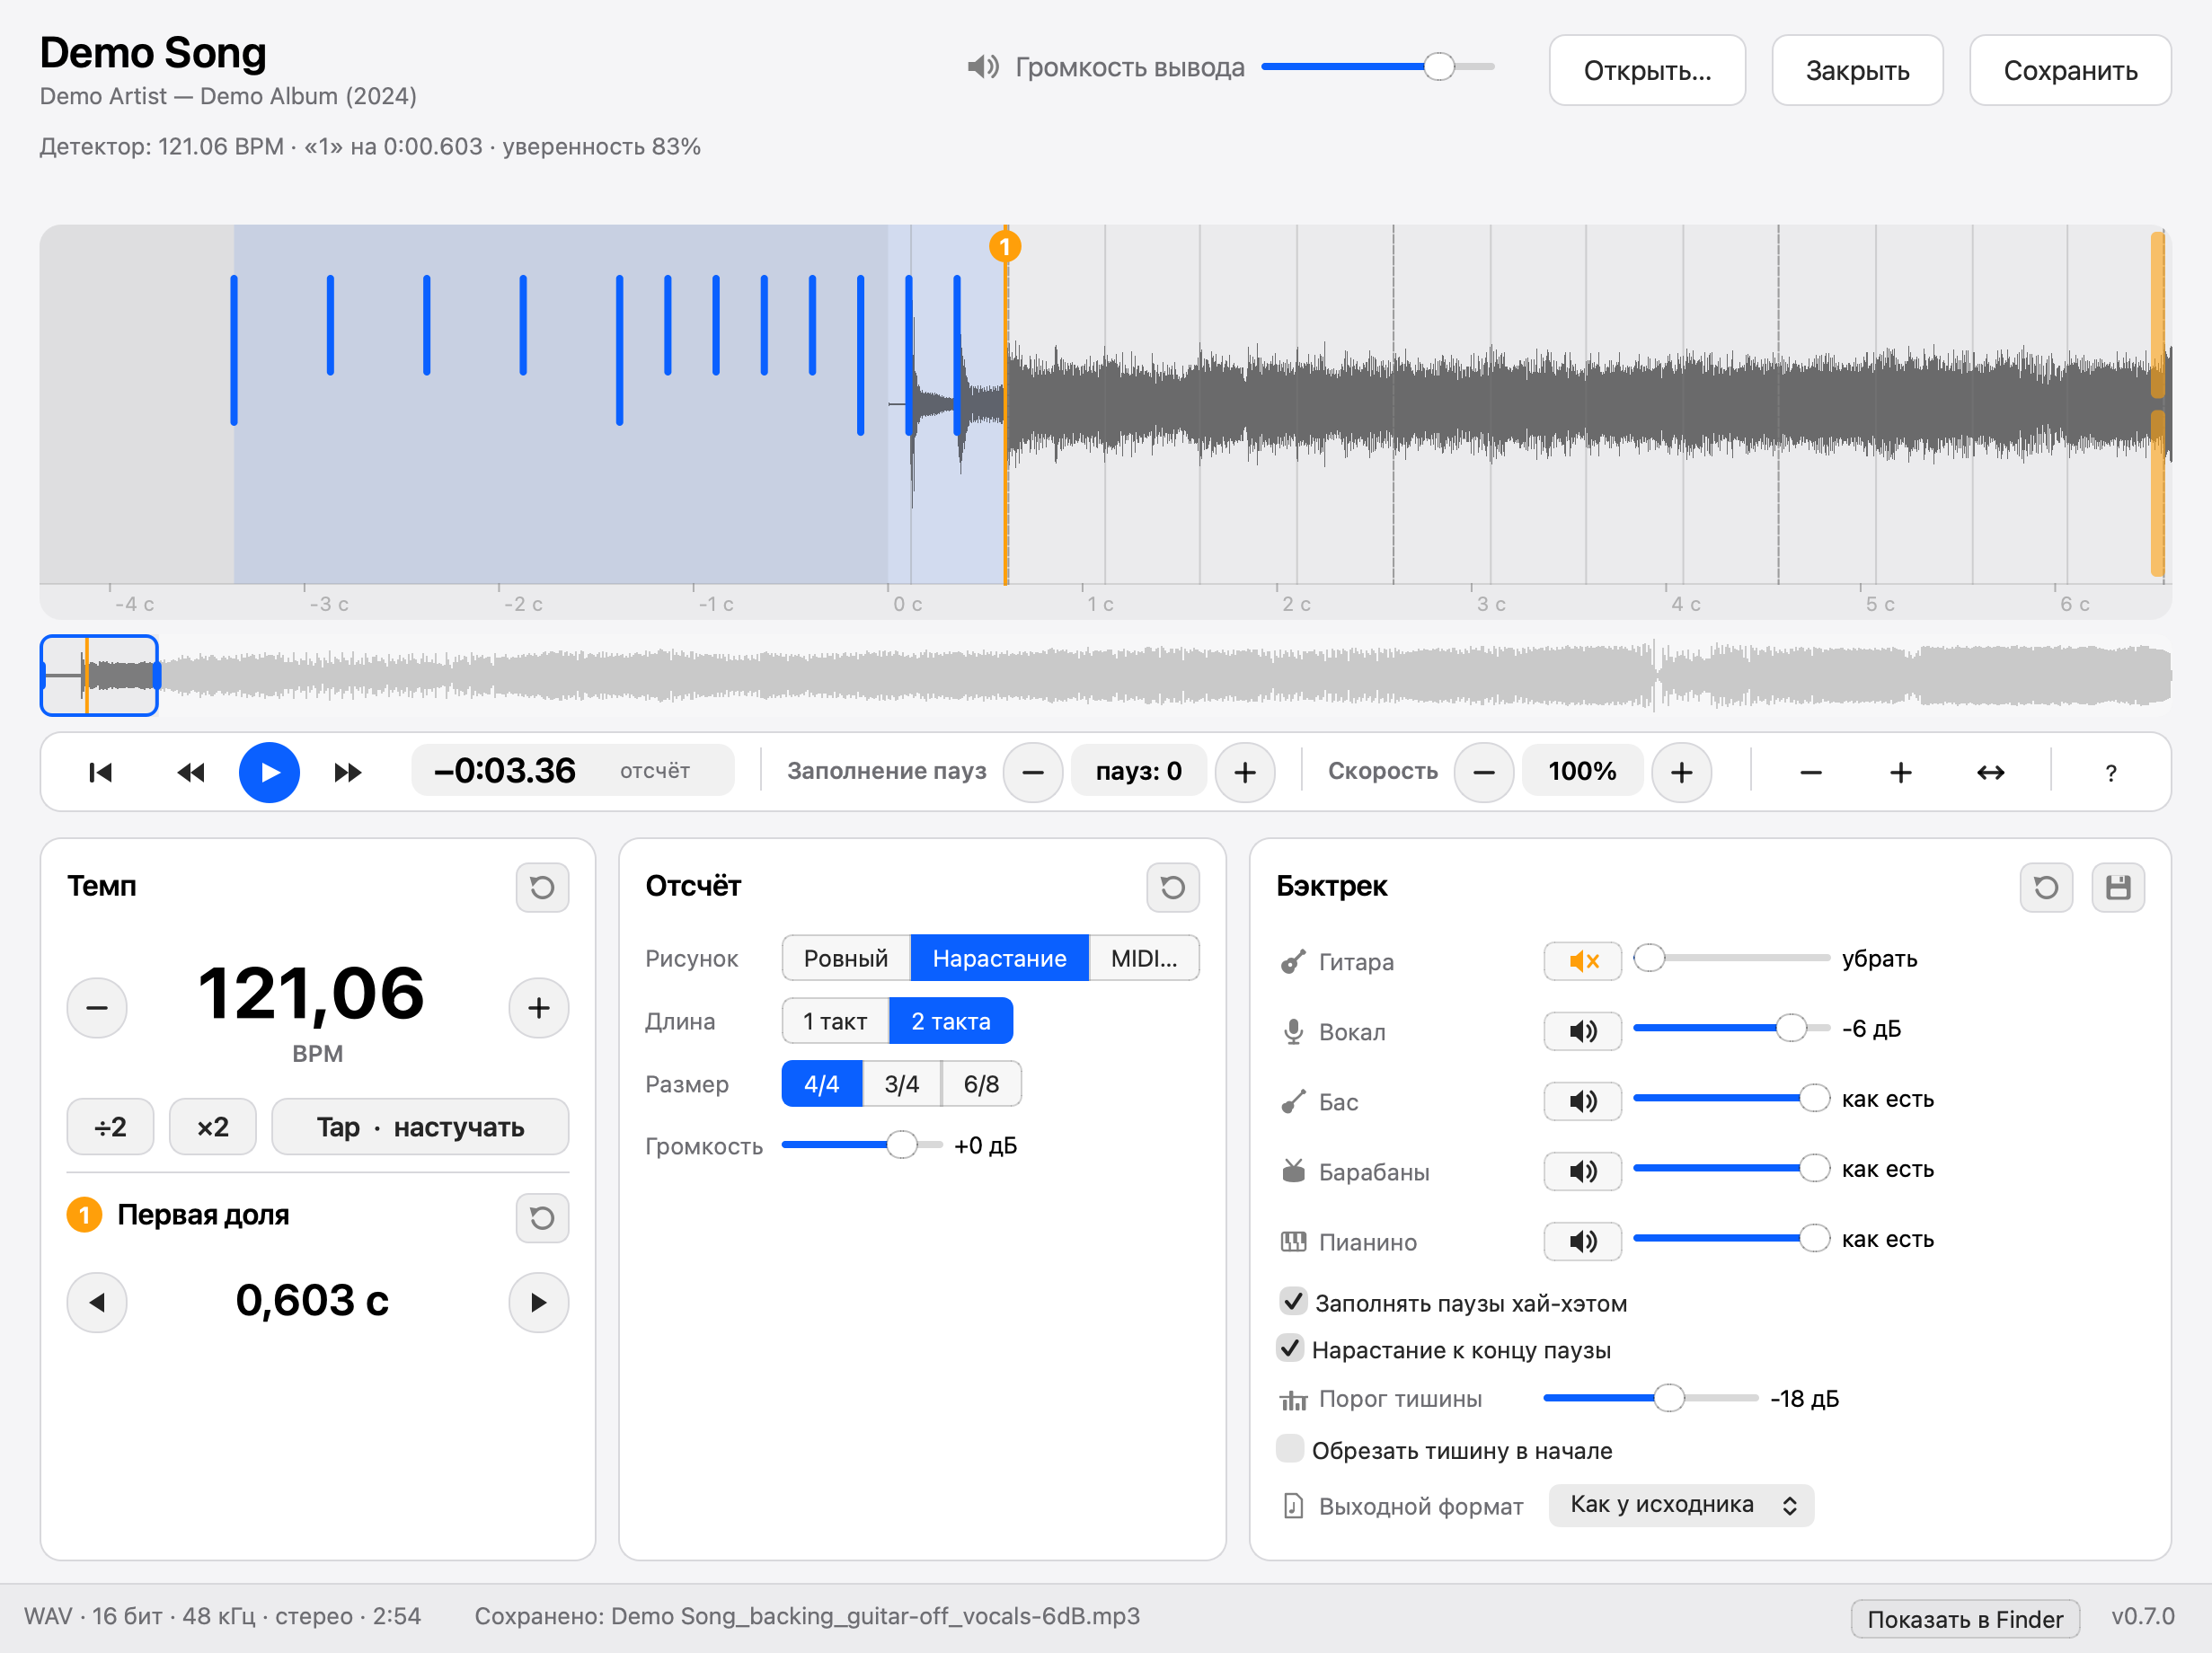 Demo Song
Demo Artist — Demo Album (2024)
Детектор: 121.06 BPM · «1» на 0:00.603 · уверенность 83%
Громкость вывода
Открыть...
Закрыть
Сохранить
1
-4 с
-3 с
-2 с
-1 с
0 с
1 с
2 с
3 с
4 с
5 с
6 с
–0:03.36 отсчёт
Заполнение пауз
−
пауз: 0
+
Скорость
−
100%
+
−
+
?
Темп
−
121,06
+
BPM
÷2
×2
Tap · настучать
1 Первая доля
0,603 с
Отсчёт
Рисунок
Ровный
Нарастание
MIDI...
Длина
1 такт
2 такта
Размер
4/4
3/4
6/8
Громкость
+0 дБ
Бэктрек
Гитара
убрать
Вокал
-6 дБ
Бас
как есть
Барабаны
как есть
Пианино
как есть
Заполнять паузы хай-хэтом
Нарастание к концу паузы
Порог тишины
-18 дБ
Обрезать тишину в начале
Выходной формат
Как у исходника
WAV · 16 бит · 48 кГц · стерео · 2:54
Сохранено: Demo Song_backing_guitar-off_vocals-6dB.mp3
Показать в Finder
v0.7.0